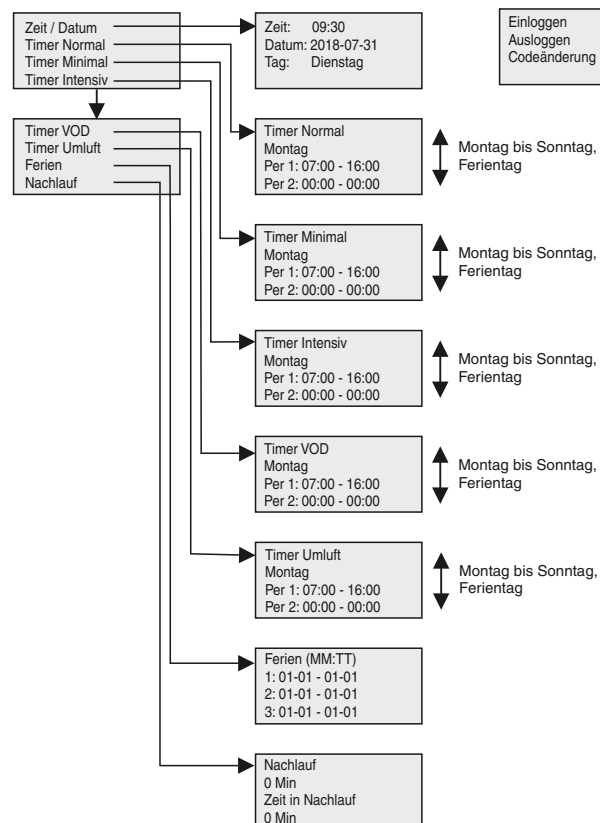 Zeit / Datum
Timer Normal
Timer Minimal
Timer Intensiv
Zeit: 09:30
Datum: 2018-07-31
Tag: Dienstag
Einloggen
Ausloggen
Codeänderung
Timer VOD
Timer Umluft
Ferien
Nachlauf
Timer Normal
Montag
Per 1: 07:00 - 16:00
Per 2: 00:00 - 00:00
Montag bis Sonntag,
Ferientag
Timer Minimal
Montag
Per 1: 07:00 - 16:00
Per 2: 00:00 - 00:00
Montag bis Sonntag,
Ferientag
Timer Intensiv
Montag
Per 1: 07:00 - 16:00
Per 2: 00:00 - 00:00
Montag bis Sonntag,
Ferientag
Timer VOD
Montag
Per 1: 07:00 - 16:00
Per 2: 00:00 - 00:00
Montag bis Sonntag,
Ferientag
Timer Umluft
Montag
Per 1: 07:00 - 16:00
Per 2: 00:00 - 00:00
Montag bis Sonntag,
Ferientag
Ferien (MM:TT)
1: 01-01 - 01-01
2: 01-01 - 01-01
3: 01-01 - 01-01
Nachlauf
0 Min
Zeit in Nachlauf
0 Min